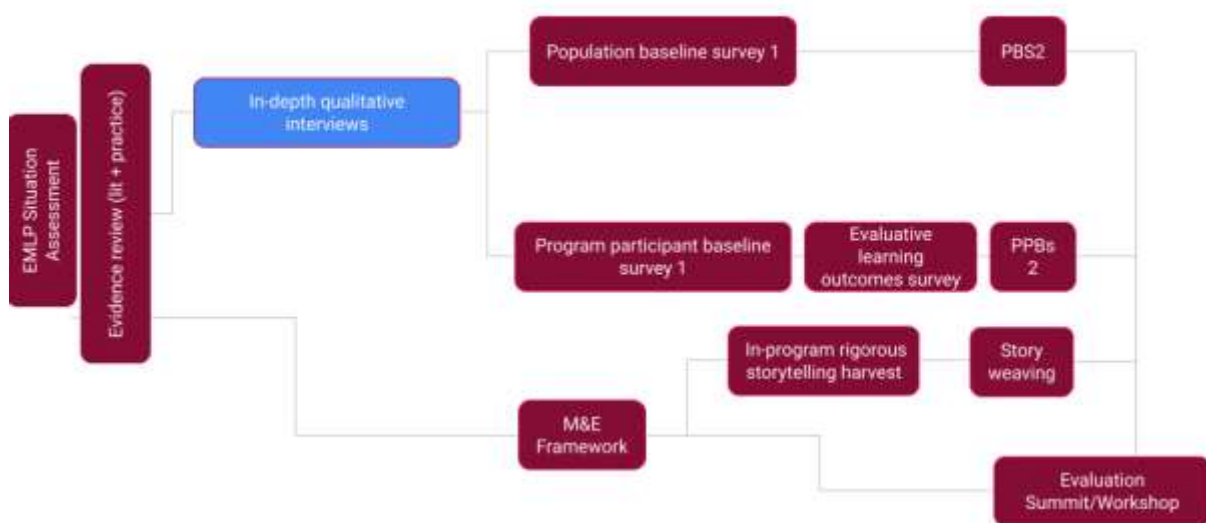 EMLP Situation
Assessment
Evidence review (lit + practice)
In-depth qualitative
interviews
Population baseline survey 1
PBS2
Program participant baseline
survey 1
Evaluative
learning
outcomes survey
PPBs
2
In-program rigorous
storytelling harvest
Story
weaving
M&E
Framework
Evaluation
Summit/Workshop